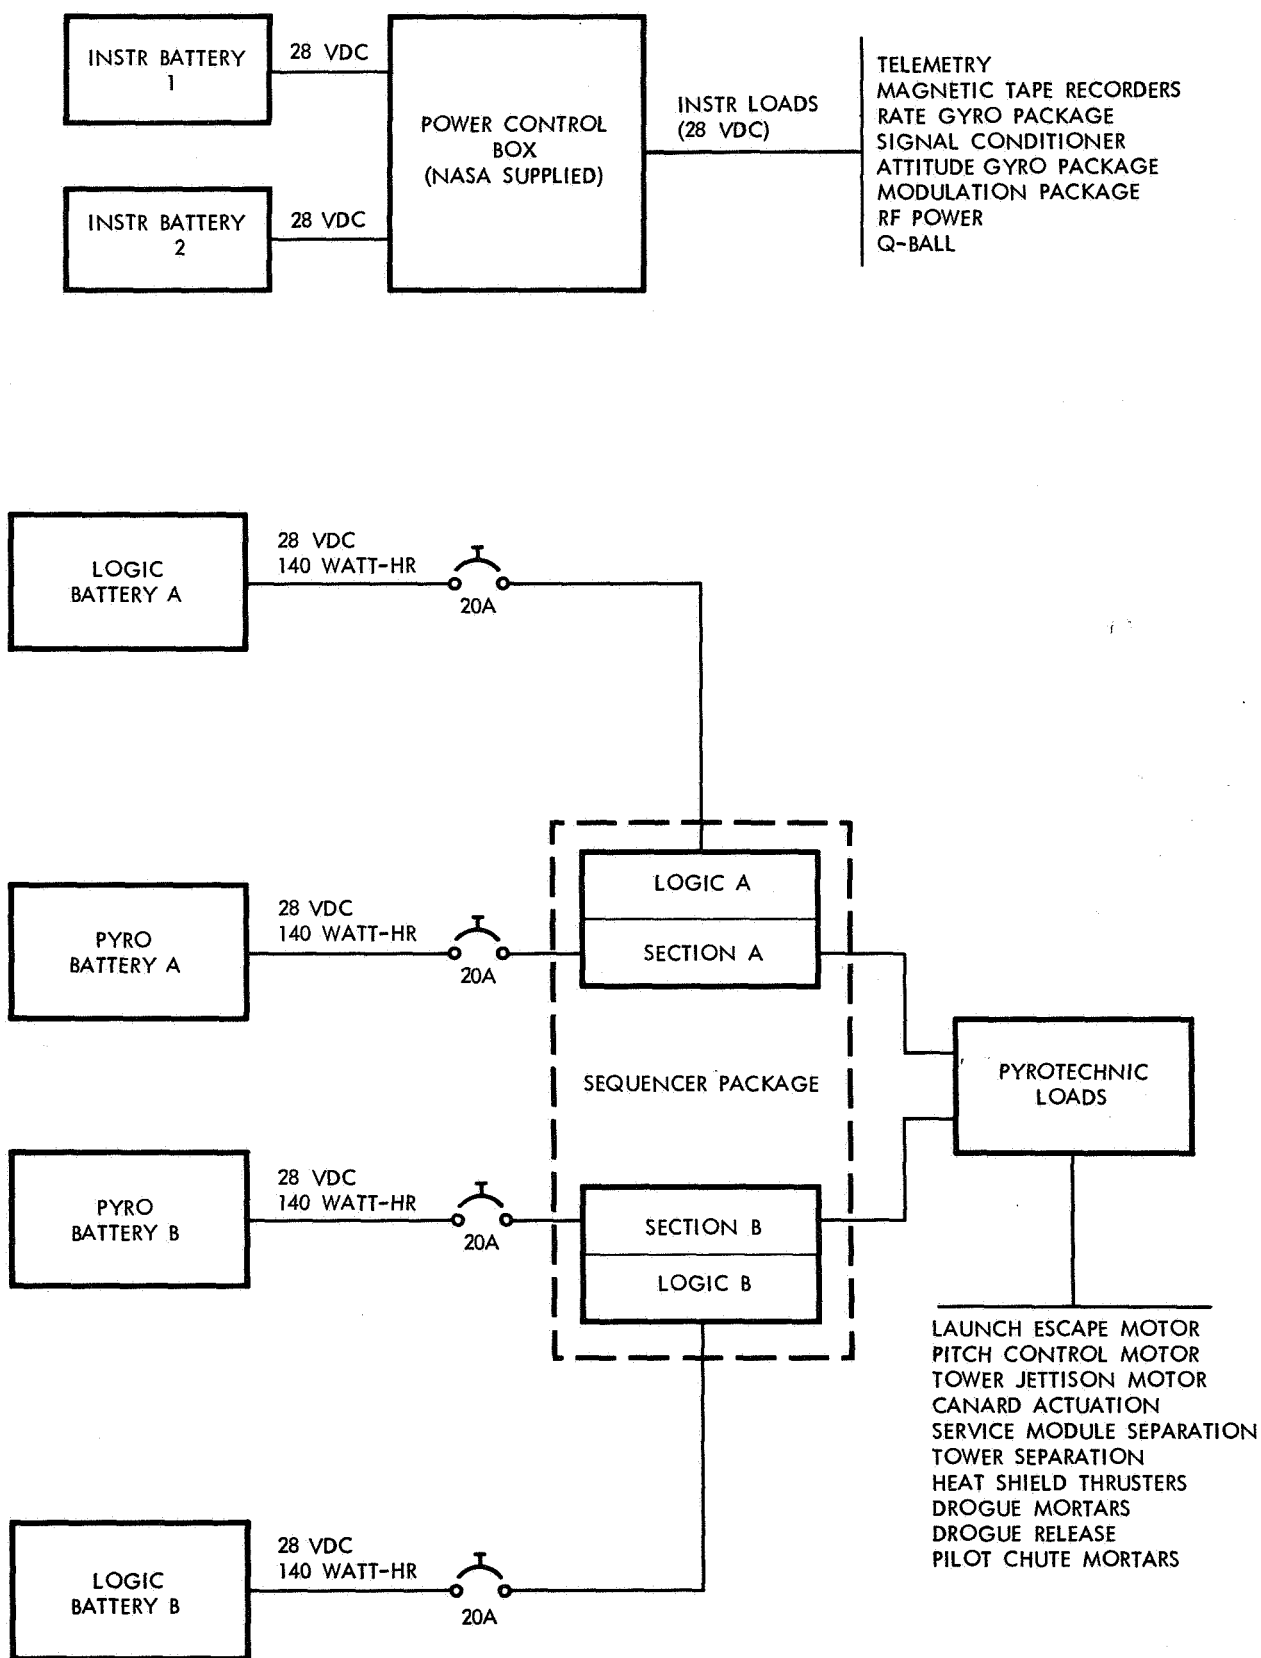 INSTR BATTERY
1
28 VDC
POWER CONTROL
BOX
(NASA SUPPLIED)
INSTR LOADS
(28 VDC)
TELEMETRY
MAGNETIC TAPE RECORDERS
RATE GYRO PACKAGE
SIGNAL CONDITIONER
ATTITUDE GYRO PACKAGE
MODULATION PACKAGE
RF POWER
Q-BALL
INSTR BATTERY
2
28 VDC
LOGIC
BATTERY A
28 VDC
140 WATT-HR
20A
LOGIC A
SECTION A
PYRO
BATTERY A
28 VDC
140 WATT-HR
20A
SEQUENCER PACKAGE
PYROTECHNIC
LOADS
PYRO
BATTERY B
28 VDC
140 WATT-HR
20A
SECTION B
LOGIC B
LAUNCH ESCAPE MOTOR
PITCH CONTROL MOTOR
TOWER JETTISON MOTOR
CANARD ACTUATION
SERVICE MODULE SEPARATION
TOWER SEPARATION
HEAT SHIELD THRUSTERS
DROGUE MORTARS
DROGUE RELEASE
PILOT CHUTE MORTARS
LOGIC
BATTERY B
28 VDC
140 WATT-HR
20A